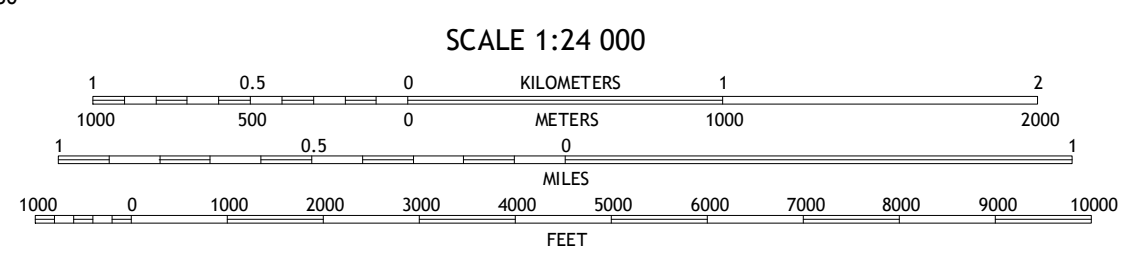 SCALE 1:24 000
1 0.5 0 KILOMETERS 1 2
1000 500 0 METERS 1000 2000
1 0.5 0 1
MILES
1000 0 1000 2000 3000 4000 5000 6000 7000 8000 9000 10000
FEET